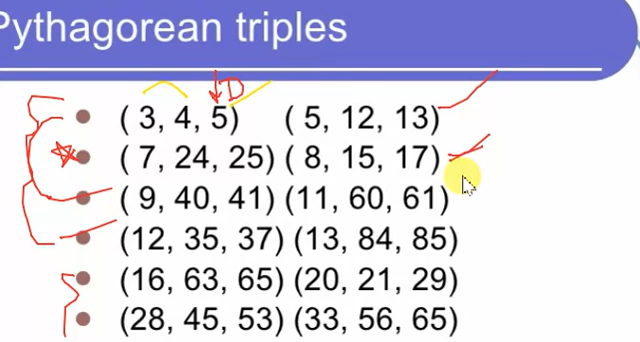 Pythagorean triples
D
( 3, 4, 5) ( 5, 12, 13)
( 7, 24, 25) ( 8, 15, 17)
( 9, 40, 41) (11, 60, 61)
(12, 35, 37) (13, 84, 85)
(16, 63, 65) (20, 21, 29)
(28, 45, 53) (33, 56, 65)